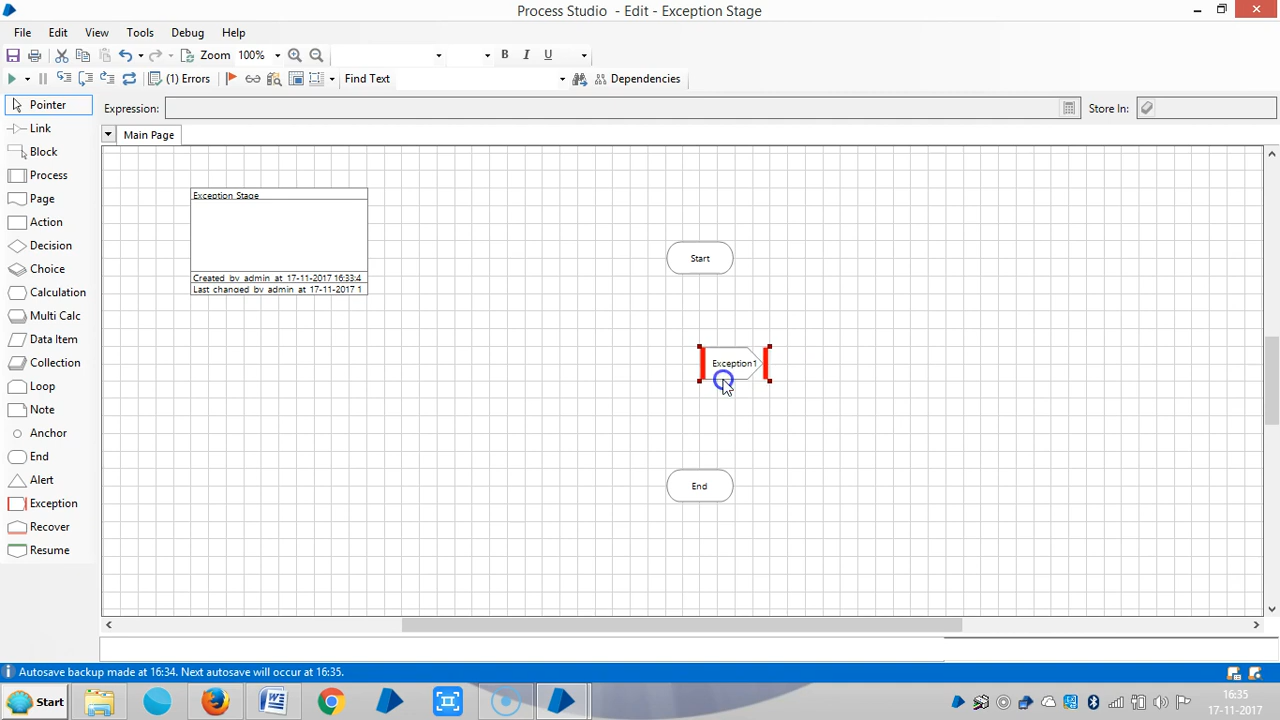 Process Studio - Edit - Exception Stage
File Edit View Tools Debug Help
Zoom 100% B I U
(1) Errors Find Text Dependencies
Pointer Expression: Store In:
Link Main Page
Block
Process
Page
Action
Decision
Choice
Calculation
Multi Calc
Data Item
Collection
Loop
Note
Anchor
End
Alert
Exception
Recover
Resume
Exception Stage
Created by admin at 17-11-2017 16:33:4
Last changed by admin at 17-11-2017 1
Start
Exception1
End
Autosave backup made at 16:34. Next autosave will occur at 16:35.
Start 16:35
17-11-2017